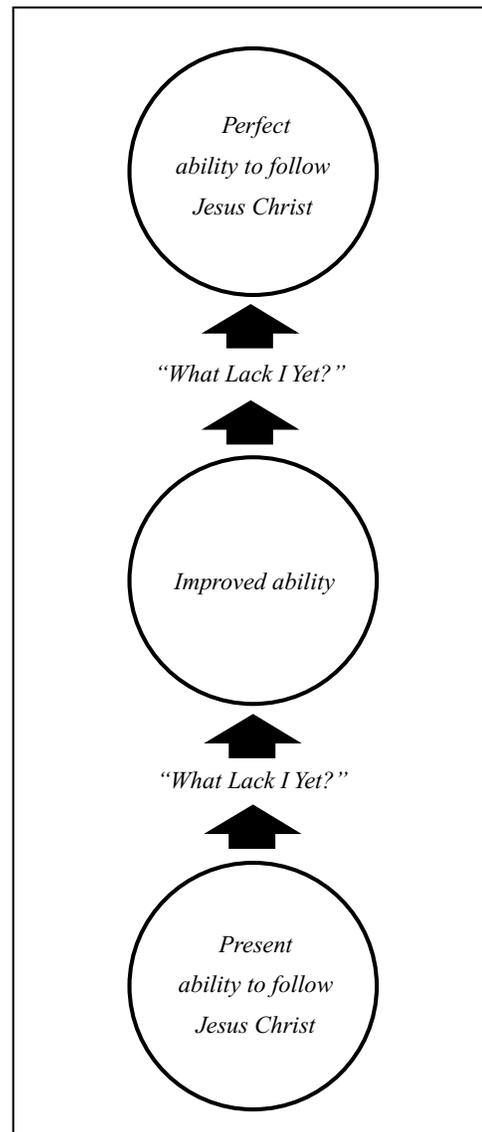 Perfect
ability to follow
Jesus Christ
“What Lack I Yet?”
Improved ability
“What Lack I Yet?”
Present
ability to follow
Jesus Christ